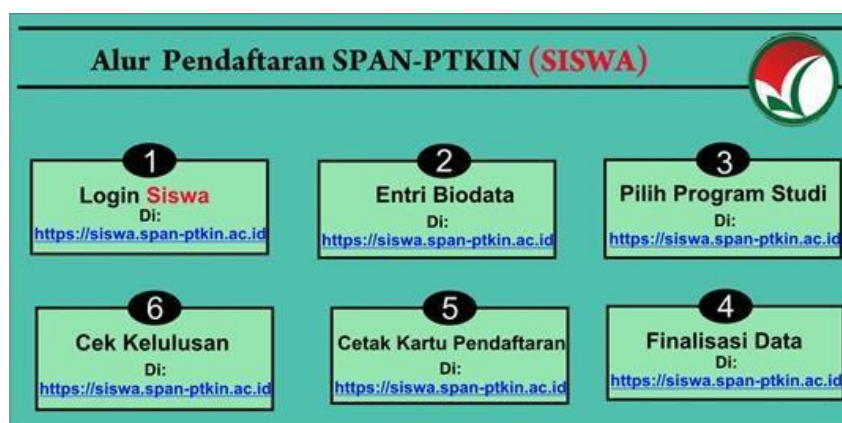 Alur Pendaftaran SPAN-PTKIN (SISWA)
1
Login Siswa
Di:
https://siswa.span-ptkin.ac.id
2
Entri Biodata
Di:
https://siswa.span-ptkin.ac.id
3
Pilih Program Studi
Di:
https://siswa.span-ptkin.ac.id
6
Cek Kelulusan
Di:
https://siswa.span-ptkin.ac.id
5
Cetak Kartu Pendaftaran
Di:
https://siswa.span-ptkin.ac.id
4
Finalisasi Data
Di:
https://siswa.span-ptkin.ac.id